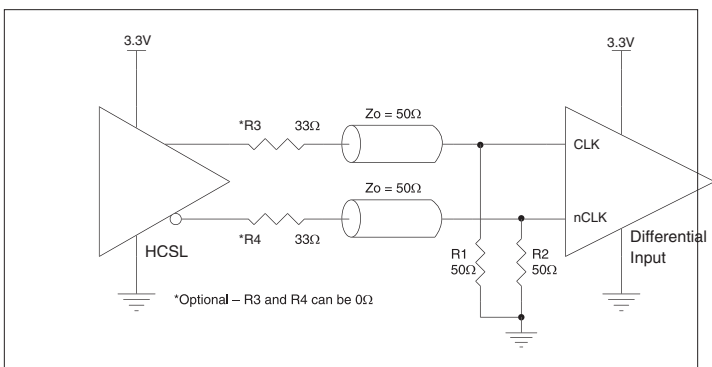 3.3V
3.3V
*R3 33Ω
Zo = 50Ω
CLK
Zo = 50Ω
nCLK
*R4 33Ω
HCSL
R1
50Ω
R2
50Ω
Differential
Input
*Optional – R3 and R4 can be 0Ω